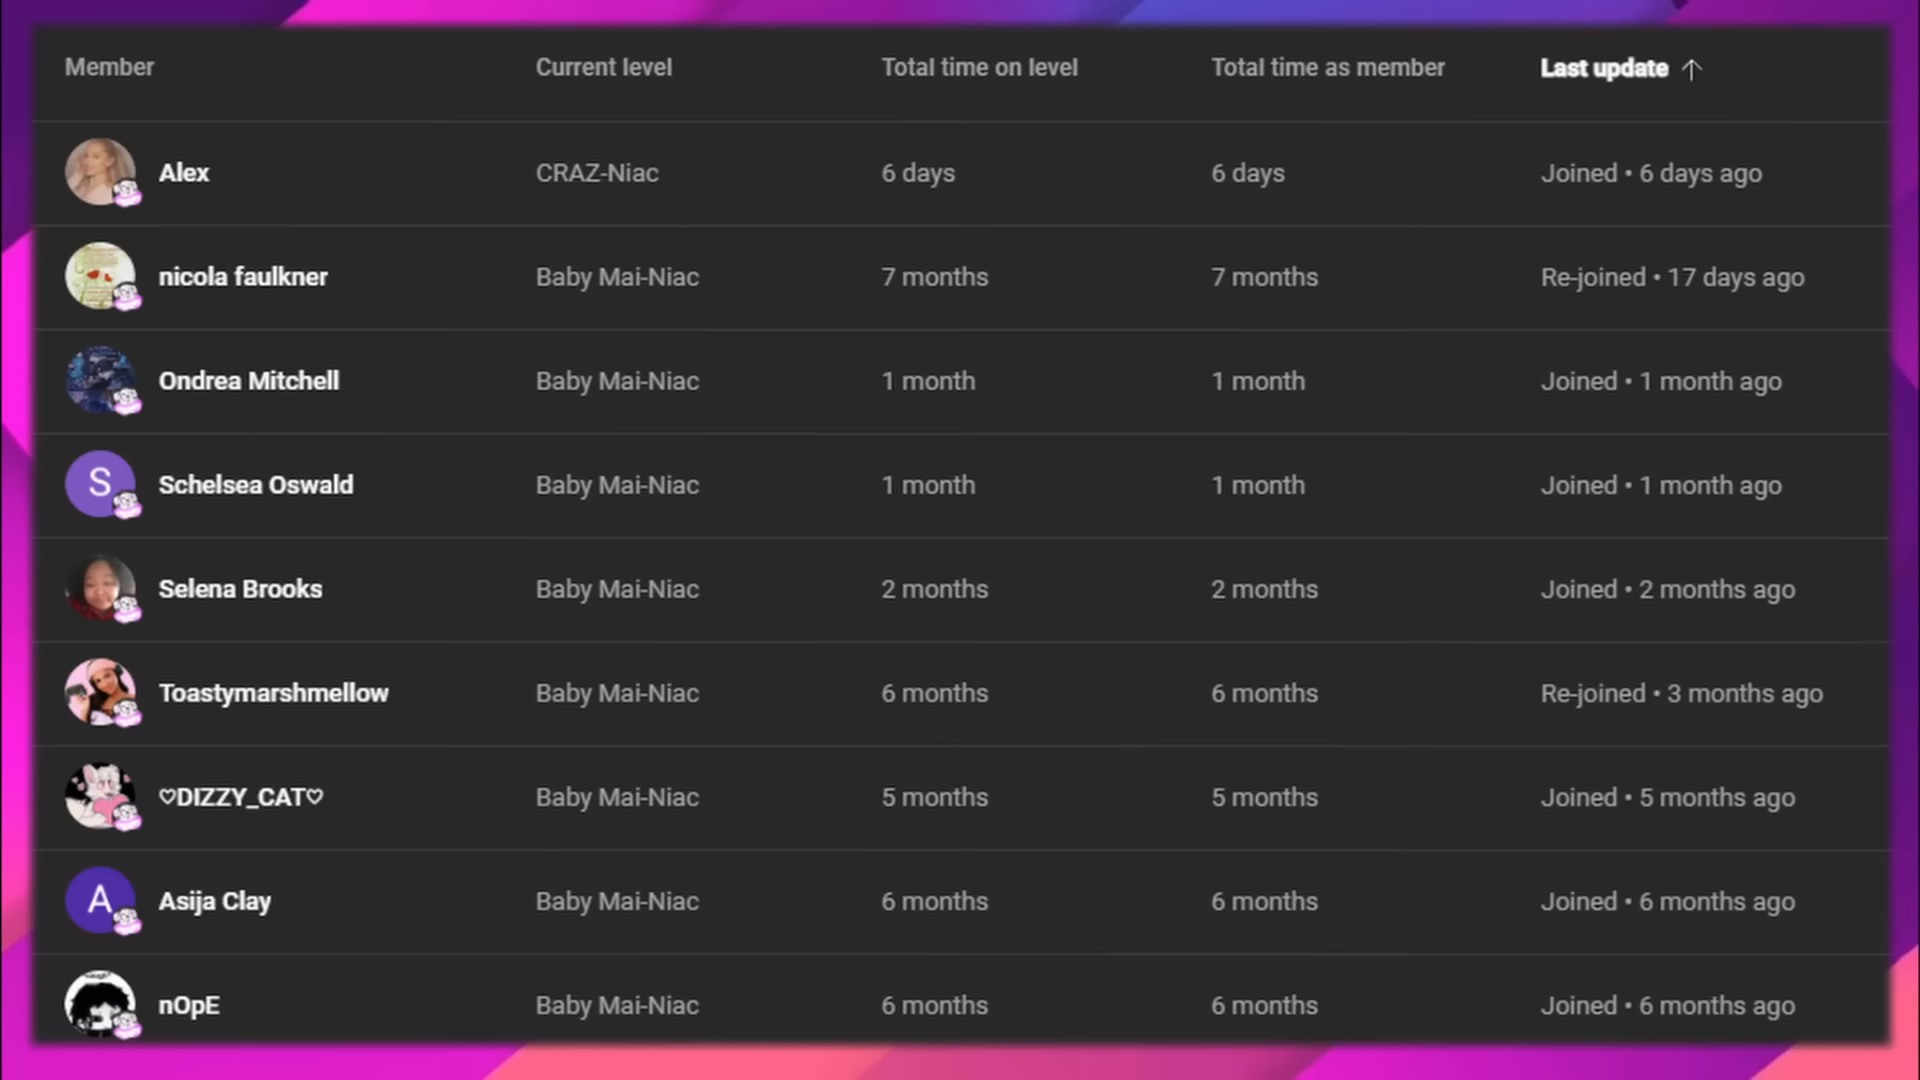 Member Current level Total time on level Total time as member Last update ↑
Alex CRAZ-Niac 6 days 6 days Joined • 6 days ago
nicola faulkner Baby Mai-Niac 7 months 7 months Re-joined • 17 days ago
Ondrea Mitchell Baby Mai-Niac 1 month 1 month Joined • 1 month ago
S Schelsea Oswald Baby Mai-Niac 1 month 1 month Joined • 1 month ago
Selena Brooks Baby Mai-Niac 2 months 2 months Joined • 2 months ago
Toastymarshmellow Baby Mai-Niac 6 months 6 months Re-joined • 3 months ago
♡DIZZY_CAT♡ Baby Mai-Niac 5 months 5 months Joined • 5 months ago
A Asija Clay Baby Mai-Niac 6 months 6 months Joined • 6 months ago
nOpE Baby Mai-Niac 6 months 6 months Joined • 6 months ago